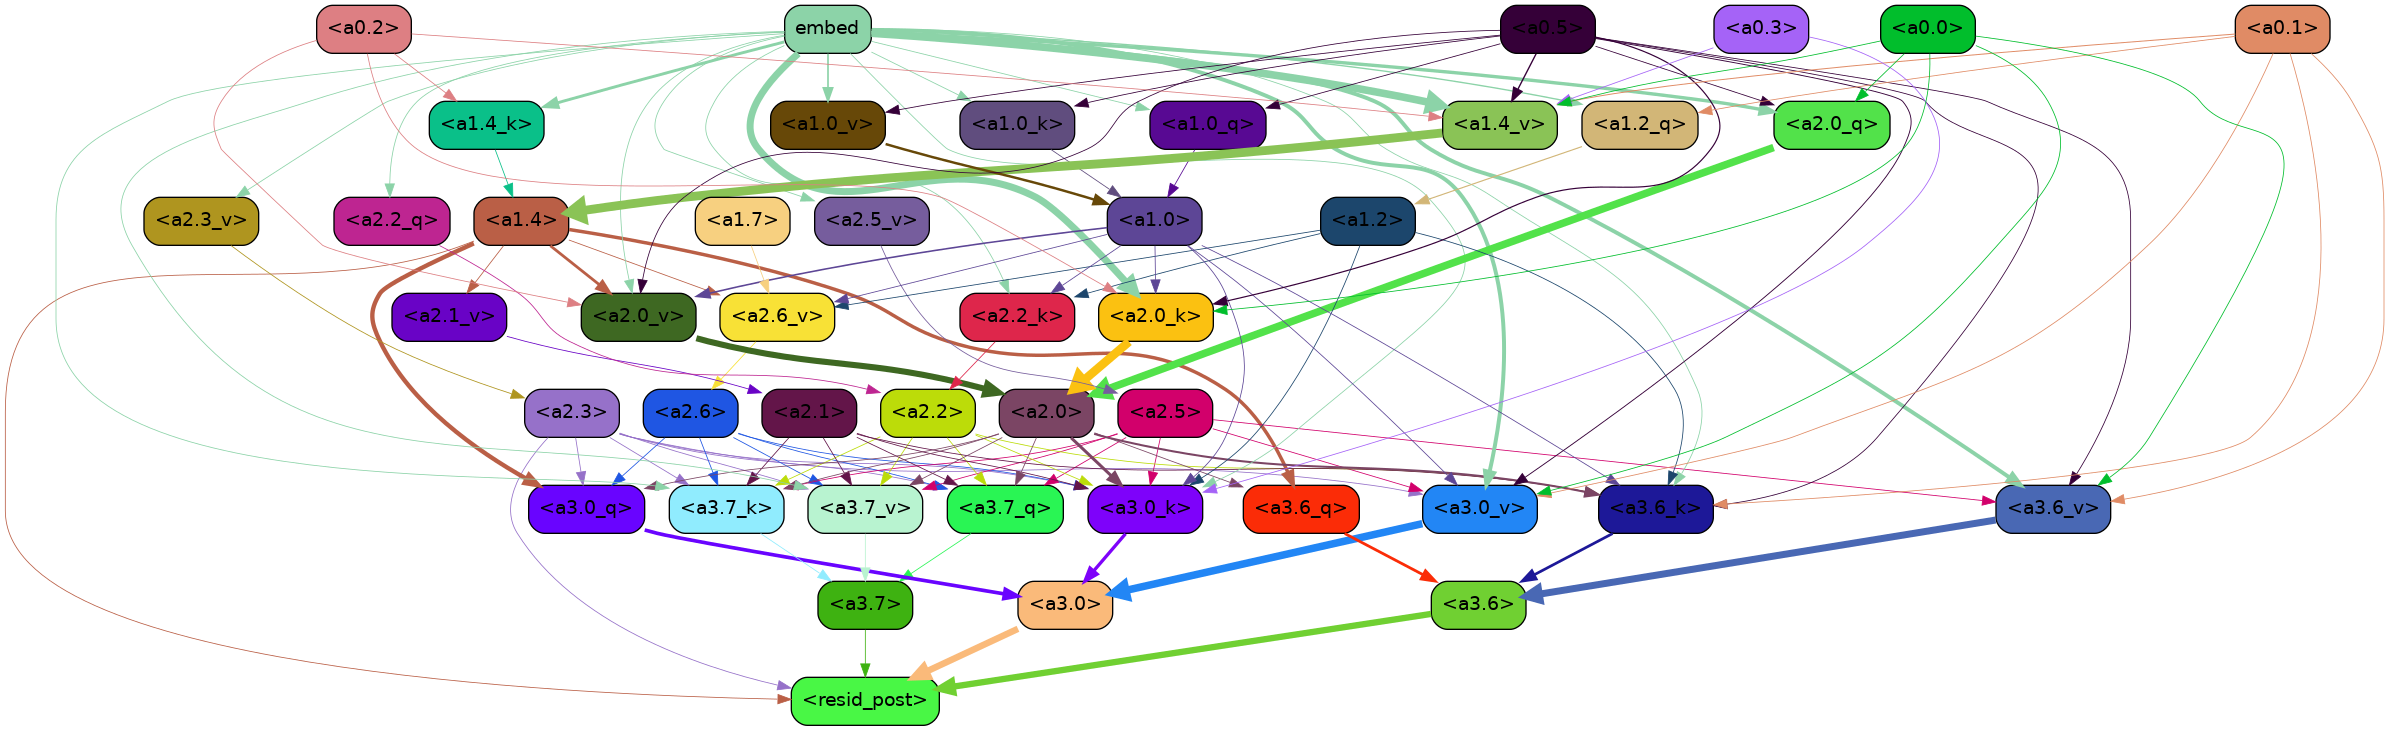 <a0.2> embed <a0.5> <a0.3> <a0.0> <a0.1>
<a1.4_k> <a1.0_v> <a1.0_k> <a1.0_q> <a1.4_v> <a1.2_q> <a2.0_q>
<a2.3_v> <a2.2_q> <a1.4> <a1.7> <a2.5_v> <a1.0> <a1.2>
<a2.1_v> <a2.0_v> <a2.6_v> <a2.2_k> <a2.0_k>
<a2.3> <a2.6> <a2.1> <a2.2> <a2.0> <a2.5>
<a3.0_q> <a3.7_k> <a3.7_v> <a3.7_q> <a3.0_k> <a3.6_q> <a3.0_v> <a3.6_k> <a3.6_v>
<a3.7> <a3.0> <a3.6>
<resid_post>